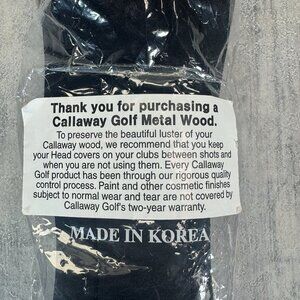 Thank you for purchasing a
Callaway Golf Metal Wood.
To preserve the beautiful luster of your
Callaway wood, we recommend that you keep
your Head covers on your clubs between shots and
when you are not using them. Every Callaway
Golf product has been through our rigorous quality
control process. Paint and other cosmetic finishes
subject to normal wear and tear are not covered by
Callaway Golf's two-year warranty.
MADE IN KOREA